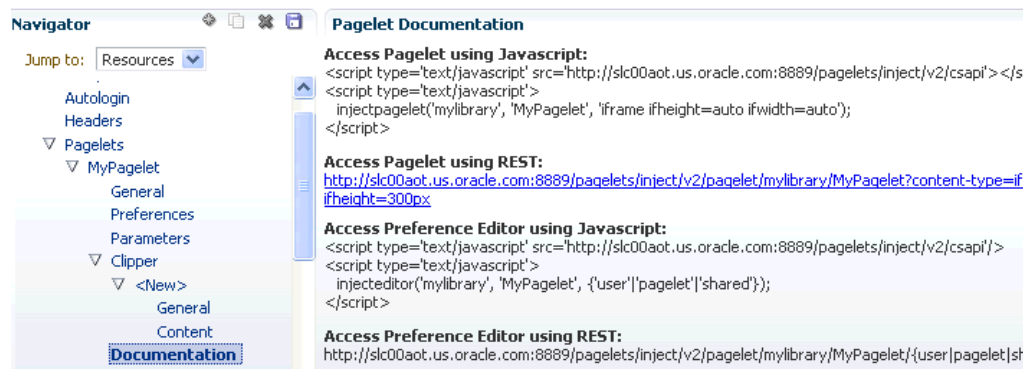 Navigator
Jump to: Resources
Autologin
Headers
Pagelets
MyPagelet
General
Preferences
Parameters
Clipper
<New>
General
Content
Documentation
Pagelet Documentation
Access Pagelet using Javascript:
<script type='text/javascript' src='http://slc00aot.us.oracle.com:8889/pagelets/inject/v2/csapi'></s
<script type='text/javascript'>
injectpagelet('mylibrary', 'MyPagelet', 'iframe ifheight=auto ifwidth=auto');
</script>
Access Pagelet using REST:
http://slc00aot.us.oracle.com:8889/pagelets/inject/v2/pagelet/mylibrary/MyPagelet?content-type=if
ifheight=300px
Access Preference Editor using Javascript:
<script type='text/javascript' src='http://slc00aot.us.oracle.com:8889/pagelets/inject/v2/csapi'/>
<script type='text/javascript'>
injecteditor('mylibrary', 'MyPagelet', {'user'|'pagelet'|'shared'});
</script>
Access Preference Editor using REST:
http://slc00aot.us.oracle.com:8889/pagelets/inject/v2/pagelet/mylibrary/MyPagelet/{user|pagelet|sh